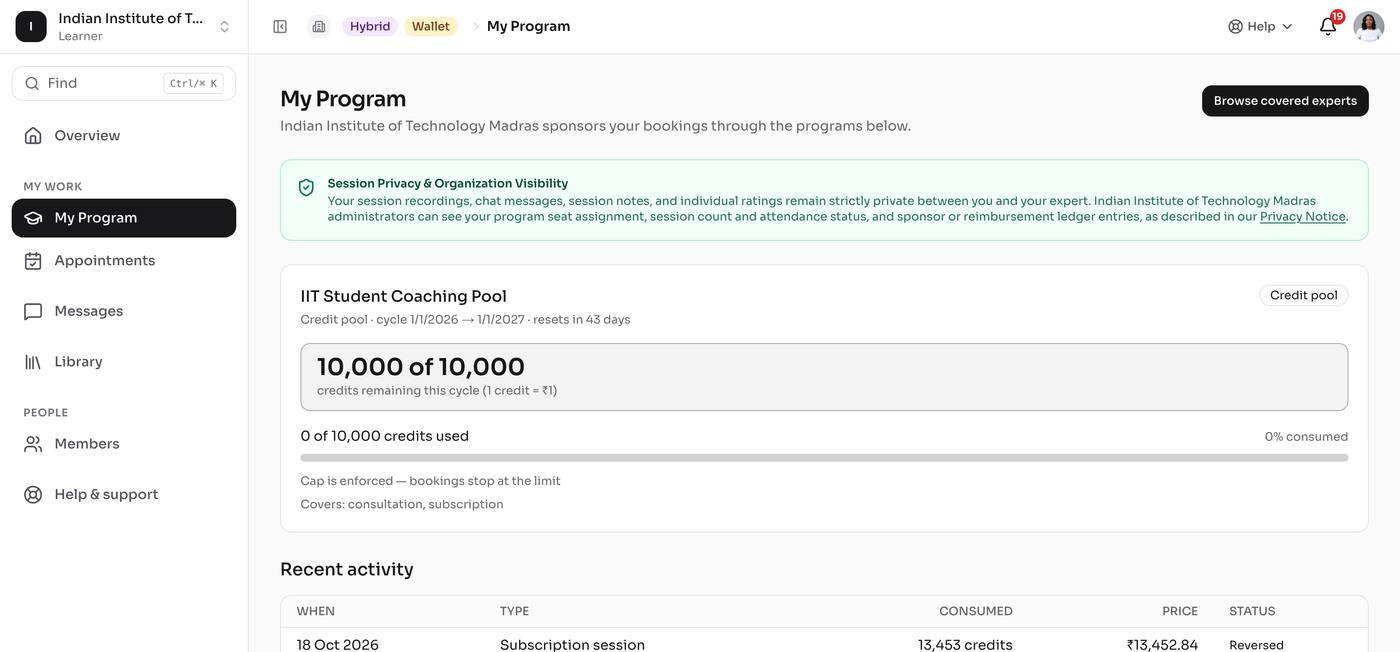 I
Indian Institute of T...
Learner
Hybrid
Wallet
My Program
Help
19
Find
Ctrl/⌘ K
Overview
MY WORK
My Program
Appointments
Messages
Library
PEOPLE
Members
Help & support
My Program
Indian Institute of Technology Madras sponsors your bookings through the programs below.
Browse covered experts
Session Privacy & Organization Visibility
Your session recordings, chat messages, session notes, and individual ratings remain strictly private between you and your expert. Indian Institute of Technology Madras
administrators can see your program seat assignment, session count and attendance status, and sponsor or reimbursement ledger entries, as described in our Privacy Notice.
IIT Student Coaching Pool
Credit pool
Credit pool · cycle 1/1/2026 → 1/1/2027 · resets in 43 days
10,000 of 10,000
credits remaining this cycle (1 credit = ₹1)
0 of 10,000 credits used
0% consumed
Cap is enforced — bookings stop at the limit
Covers: consultation, subscription
Recent activity
WHEN TYPE CONSUMED PRICE STATUS
18 Oct 2026 Subscription session 13,453 credits ₹13,452.84 Reversed